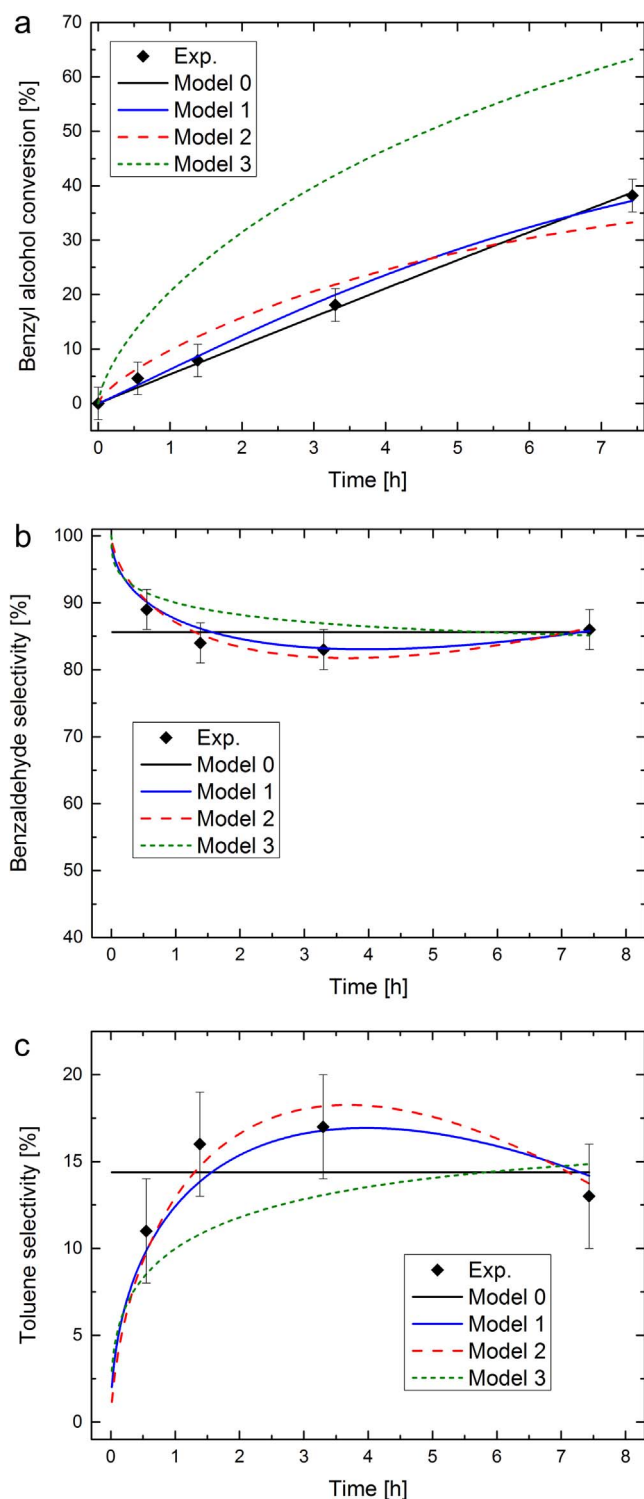 a
70
60
50
40
30
20
10
0
Benzyl alcohol conversion [%]
Exp.
Model 0
Model 1
Model 2
Model 3
0 1 2 3 4 5 6 7
Time [h]
b
100
90
80
70
60
50
40
Benzaldehyde selectivity [%]
Exp.
Model 0
Model 1
Model 2
Model 3
0 1 2 3 4 5 6 7 8
Time [h]
c
20
15
10
5
0
Toluene selectivity [%]
Exp.
Model 0
Model 1
Model 2
Model 3
0 1 2 3 4 5 6 7 8
Time [h]